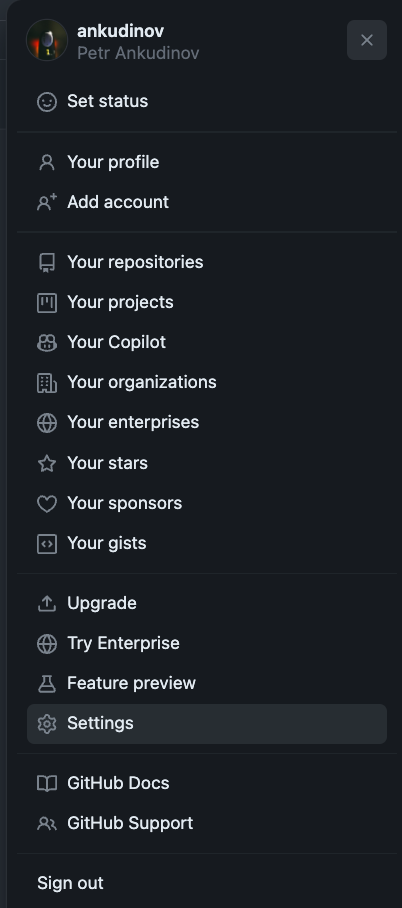 ankudinov
Petr Ankudinov
Set status
Your profile
Add account
Your repositories
Your projects
Your Copilot
Your organizations
Your enterprises
Your stars
Your sponsors
Your gists
Upgrade
Try Enterprise
Feature preview
Settings
GitHub Docs
GitHub Support
Sign out